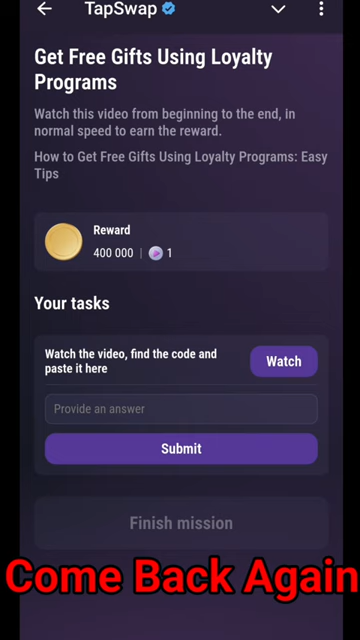 TapSwap
Get Free Gifts Using Loyalty
Programs
Watch this video from beginning to the end, in
normal speed to earn the reward.
How to Get Free Gifts Using Loyalty Programs: Easy
Tips
Reward
400 000 | 1
Your tasks
Watch the video, find the code and
paste it here
Watch
Provide an answer
Submit
Finish mission
Come Back Again